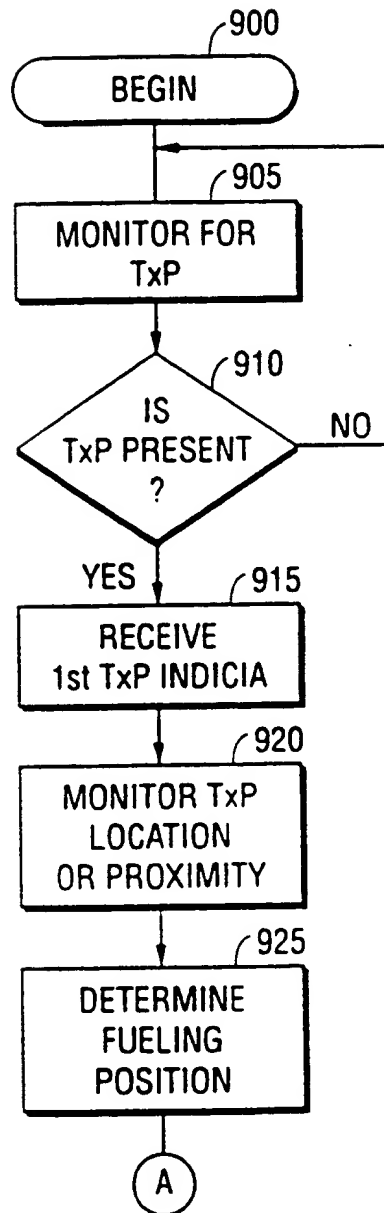 900
BEGIN
905
MONITOR FOR
TxP
910
IS
TxP PRESENT
?
NO
YES
915
RECEIVE
1st TxP INDICIA
920
MONITOR TxP
LOCATION
OR PROXIMITY
925
DETERMINE
FUELING
POSITION
A